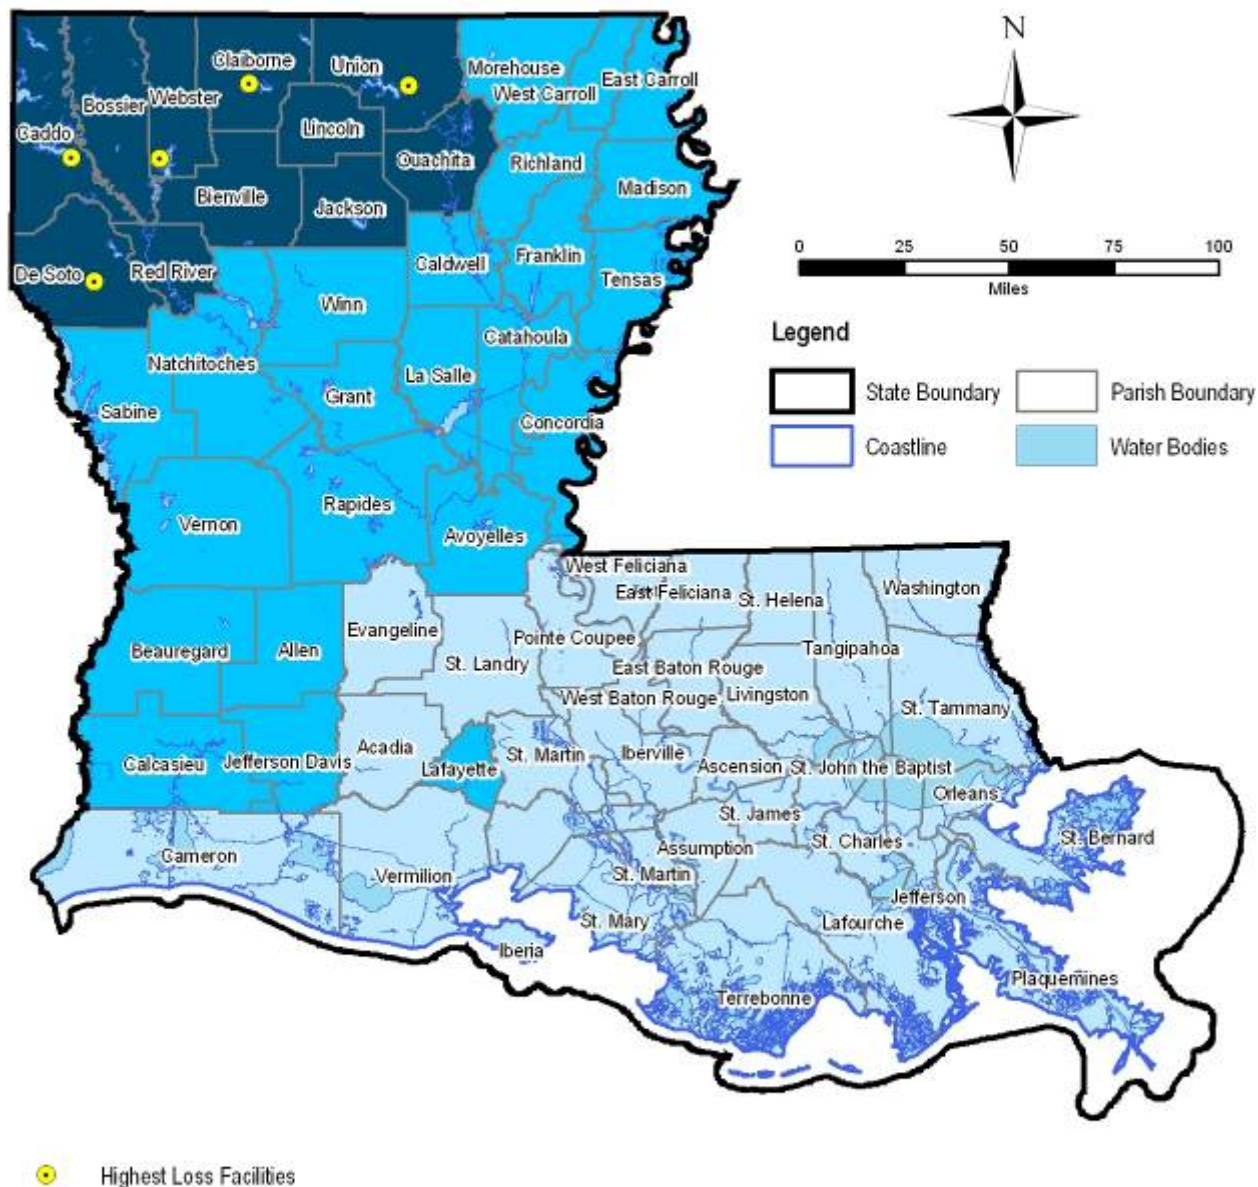 N
Claiborne
Union
Morehouse
West Carroll
East Carroll
Bossier
Webster
Lincoln
Caddo
Ouachita
Richland
Madison
Bienville
Jackson
De Soto
Red River
Caldwell
Franklin
Tensas
0 25 50 75 100
Miles
Winn
Catahoula
Natchitoches
La Salle
Grant
Sabine
Concordia
Legend
State Boundary
Parish Boundary
Coastline
Water Bodies
Rapides
Vernon
Avoyelles
West Feliciana
East Feliciana
St. Helena
Washington
Evangeline
Pointe Coupee
Beauregard
Allen
St. Landry
East Baton Rouge
Tangipahoa
West Baton Rouge
Livingston
St. Tammany
Acadia
St. Martin
Iberville
Calcasieu
Jefferson Davis
Lafayette
Ascension
St. John the Baptist
Orleans
St. James
St. Bernard
Cameron
Assumption
St. Charles
Vermilion
St. Martin
Jefferson
St. Mary
Lafourche
Iberia
Plaquemines
Terrebonne
Highest Loss Facilities